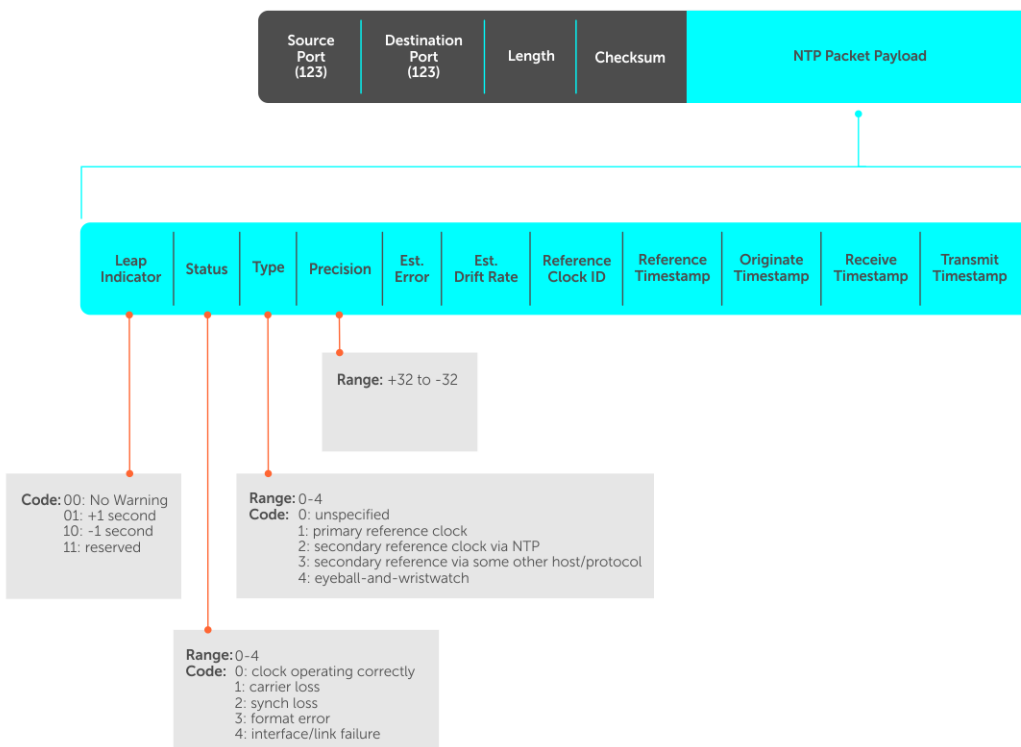 Source
Port
(123)
Destination
Port
(123)
Length
Checksum
NTP Packet Payload
Leap
Indicator
Status
Type
Precision
Est.
Error
Est.
Drift Rate
Reference
Clock ID
Reference
Timestamp
Originate
Timestamp
Receive
Timestamp
Transmit
Timestamp
Range: +32 to -32
Code: 00: No Warning
01: +1 second
10: -1 second
11: reserved
Range: 0-4
Code: 0: unspecified
1: primary reference clock
2: secondary reference clock via NTP
3: secondary reference via some other host/protocol
4: eyeball-and-wristwatch
Range: 0-4
Code: 0: clock operating correctly
1: carrier loss
2: synch loss
3: format error
4: interface/link failure